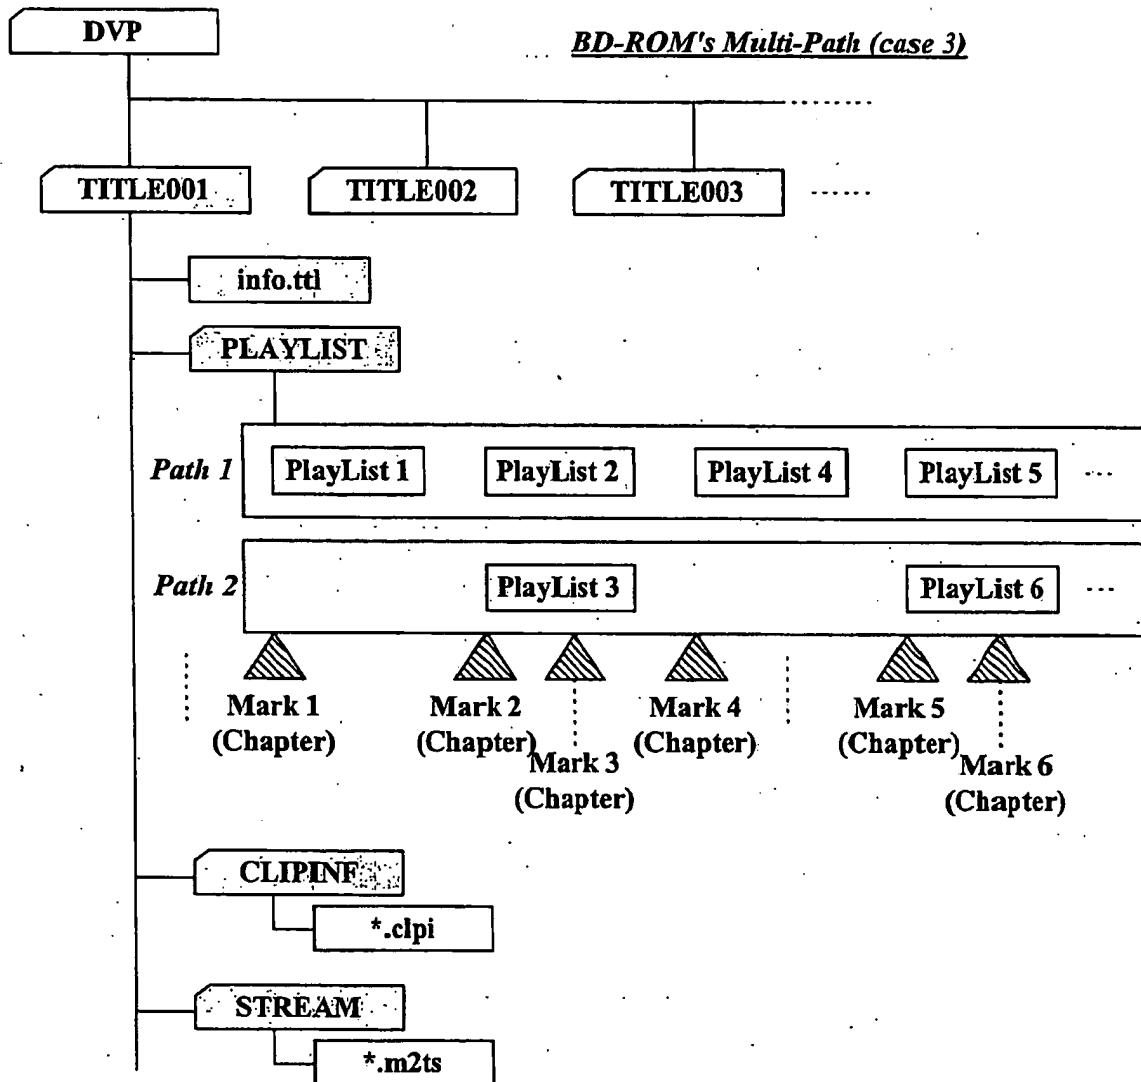 DVP
BD-ROM's Multi-Path (case 3)
TITLE001
TITLE002
TITLE003
info.ttl
PLAYLIST
Path 1
PlayList 1
PlayList 2
PlayList 4
PlayList 5
Path 2
PlayList 3
PlayList 6
Mark 1
(Chapter)
Mark 2
(Chapter)
Mark 3
(Chapter)
Mark 4
(Chapter)
Mark 5
(Chapter)
Mark 6
(Chapter)
CLIPINF
*.clpi
STREAM
*.m2ts